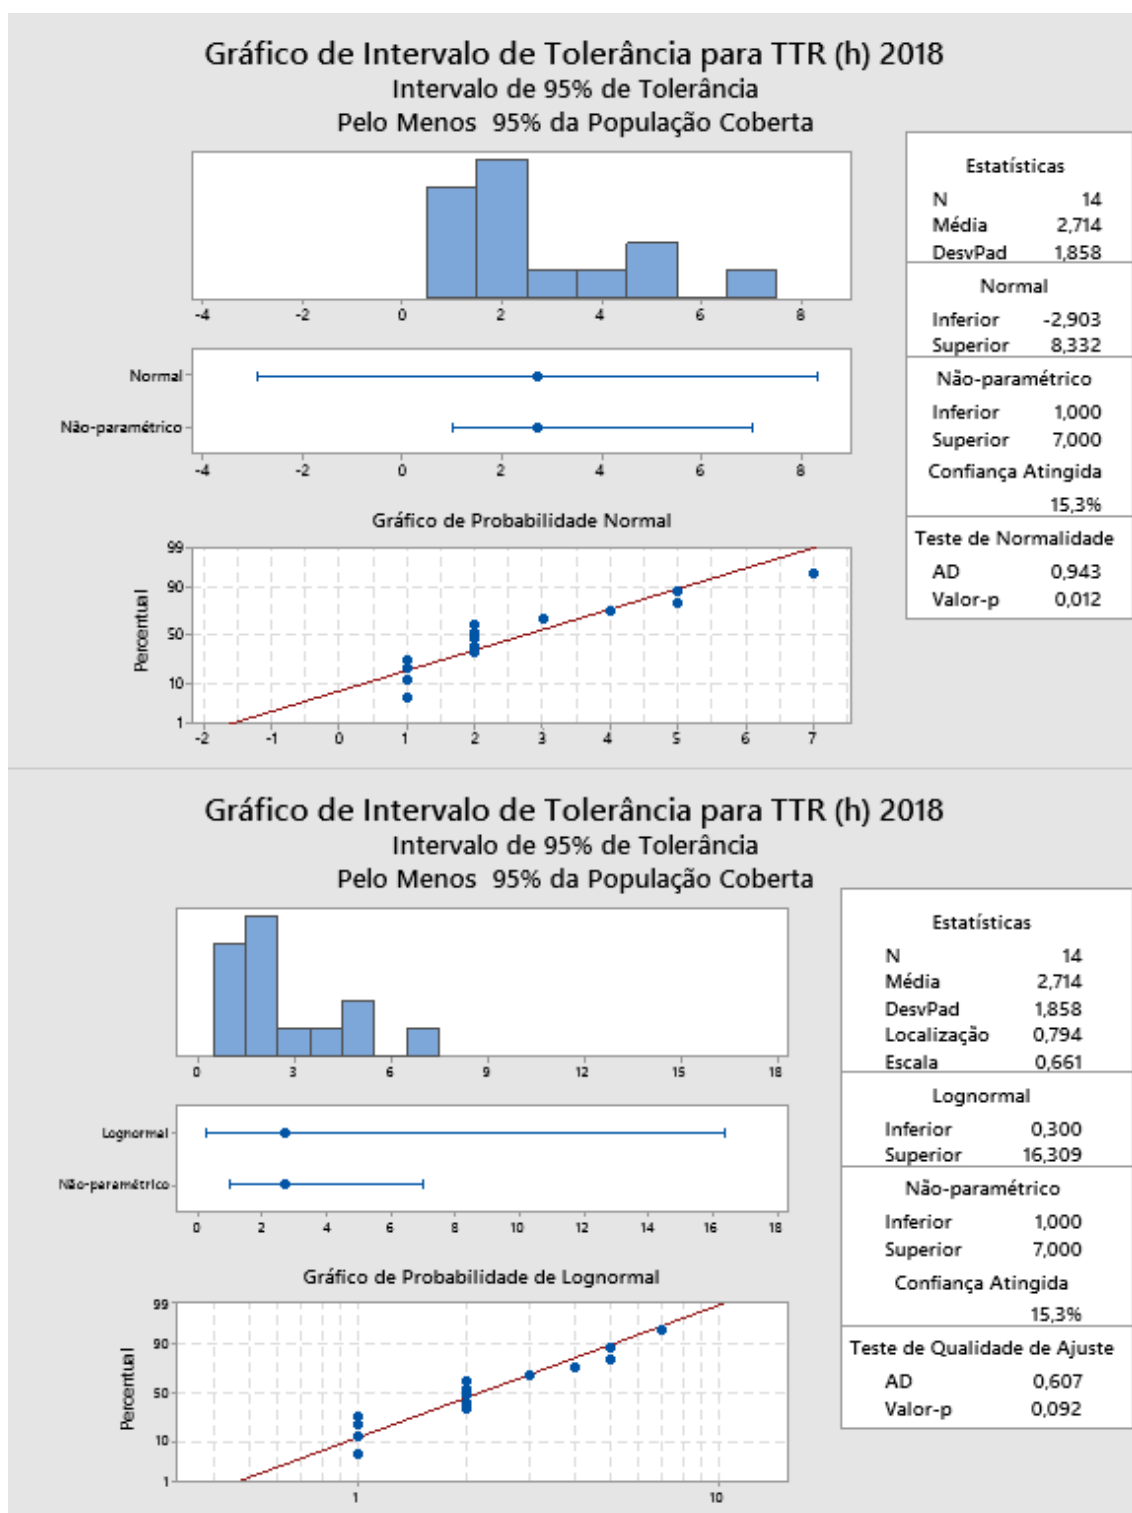 Gráfico de Intervalo de Tolerância para TTR (h) 2018
Intervalo de 95% de Tolerância
Pelo Menos 95% da População Coberta
-4 -2 0 2 4 6 8
Normal
Não-paramétrico
-4 -2 0 2 4 6 8
Gráfico de Probabilidade Normal
Percentual
99
90
50
10
1
-2 -1 0 1 2 3 4 5 6 7
Estatísticas
N 14
Média 2,714
DesvPad 1,858
Normal
Inferior -2,903
Superior 8,332
Não-paramétrico
Inferior 1,000
Superior 7,000
Confiança Atingida
15,3%
Teste de Normalidade
AD 0,943
Valor-p 0,012
Gráfico de Intervalo de Tolerância para TTR (h) 2018
Intervalo de 95% de Tolerância
Pelo Menos 95% da População Coberta
0 3 6 9 12 15 18
Lognormal
Não-paramétrico
0 2 4 6 8 10 12 14 16 18
Gráfico de Probabilidade de Lognormal
Percentual
99
90
50
10
1
1 10
Estatísticas
N 14
Média 2,714
DesvPad 1,858
Localização 0,794
Escala 0,661
Lognormal
Inferior 0,300
Superior 16,309
Não-paramétrico
Inferior 1,000
Superior 7,000
Confiança Atingida
15,3%
Teste de Qualidade de Ajuste
AD 0,607
Valor-p 0,092